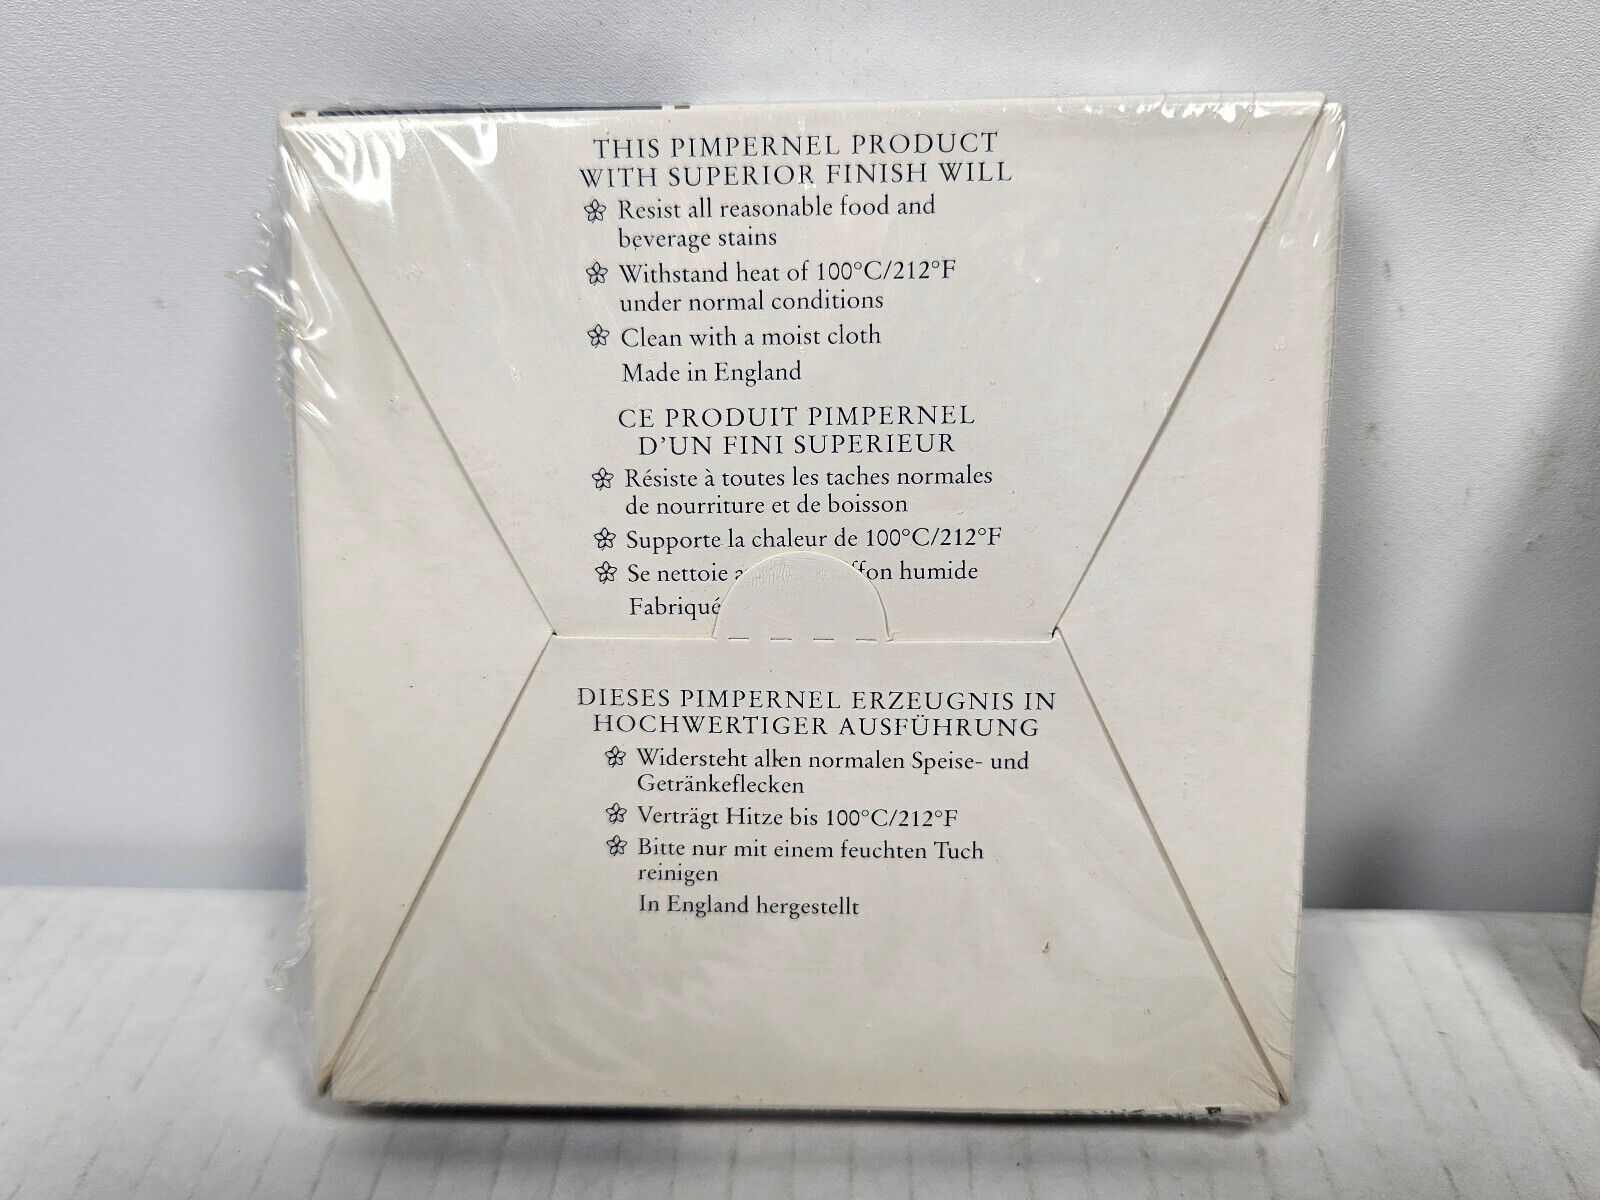 THIS PIMPERNEL PRODUCT
WITH SUPERIOR FINISH WILL
Resist all reasonable food and
beverage stains
Withstand heat of 100°C/212°F
under normal conditions
Clean with a moist cloth
Made in England
CE PRODUIT PIMPERNEL
D'UN FINI SUPERIEUR
Résiste à toutes les taches normales
de nourriture et de boisson
Supporte la chaleur de 100°C/212°F
Se nettoie humide
Fabriqué
DIESES PIMPERNEL ERZEUGNIS IN
HOCHWERTIGER AUSFÜHRUNG
Widersteht allen normalen Speise- und
Getränkeflecken
Verträgt Hitze bis 100°C/212°F
Bitte nur mit einem feuchten Tuch
reinigen
In England hergestellt